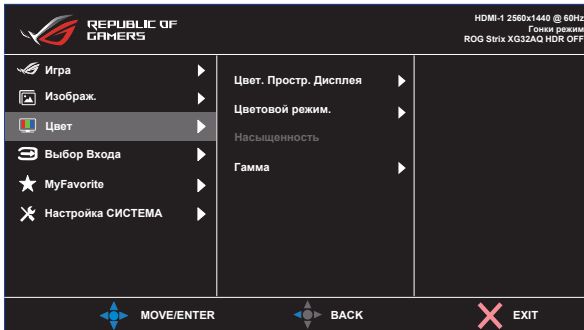 REPUBLIC OF
GAMERS
HDMI-1 2560x1440 @ 60Hz
Гонки режим
ROG Strix XG32AQ HDR OFF
Игра
Изображ.
Цвет
Выбор Входа
MyFavorite
Настройка СИСТЕМА
Цвет. Простр. Дисплея
Цветовой режим.
Насыщенность
Гамма
MOVE/ENTER
BACK
EXIT